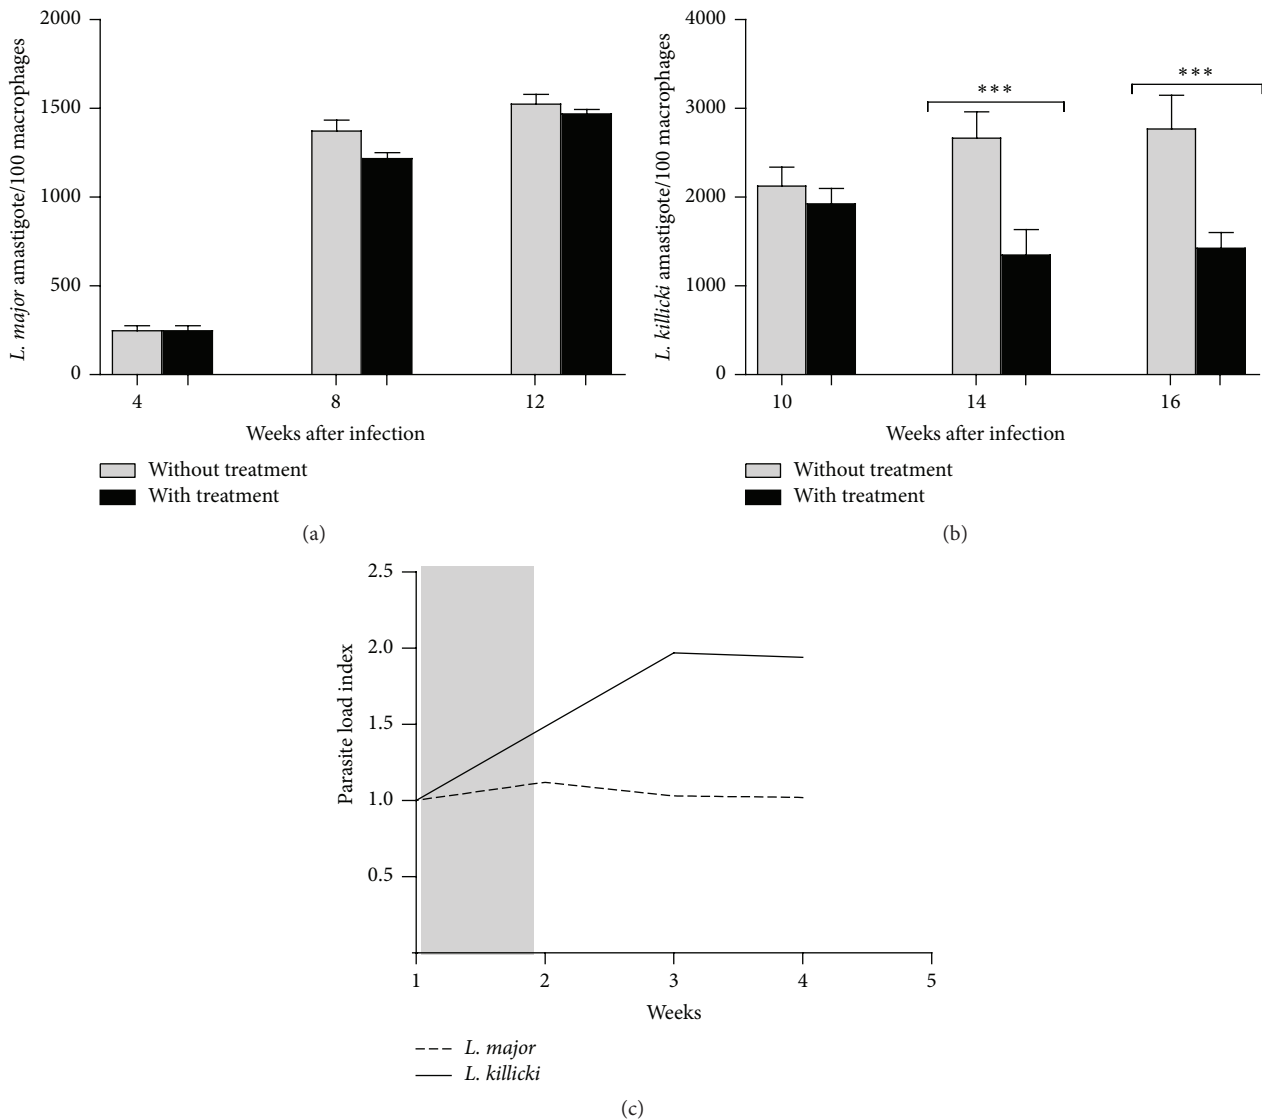 2000
1500
1000
500
0
L. major amastigote/100 macrophages
4
8
12
Weeks after infection
Without treatment
With treatment
(a)
4000
3000
2000
1000
0
L. killicki amastigote/100 macrophages
***
***
10
14
16
Weeks after infection
Without treatment
With treatment
(b)
2.5
2.0
1.5
1.0
0.5
Parasite load index
1
2
3
4
5
Weeks
L. major
L. killicki
(c)